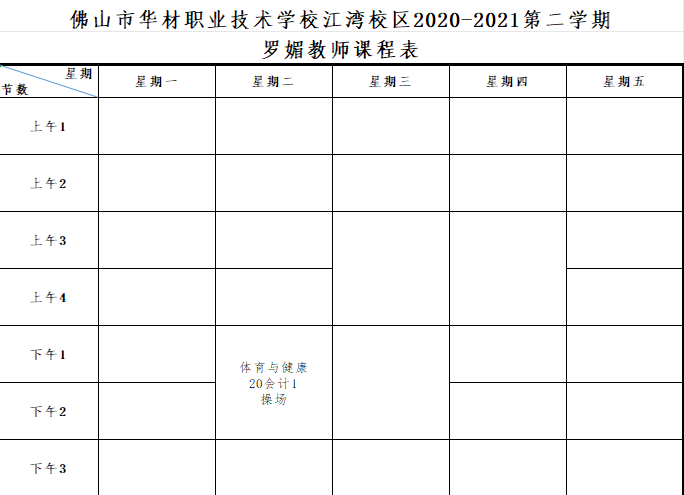 佛山市华材职业技术学校江湾校区2020-2021第二学期
罗媚教师课程表
星期
节数
星期一
星期二
星期三
星期四
星期五
上午1
上午2
上午3
上午4
下午1
体育与健康
20会计1
操场
下午2
下午3